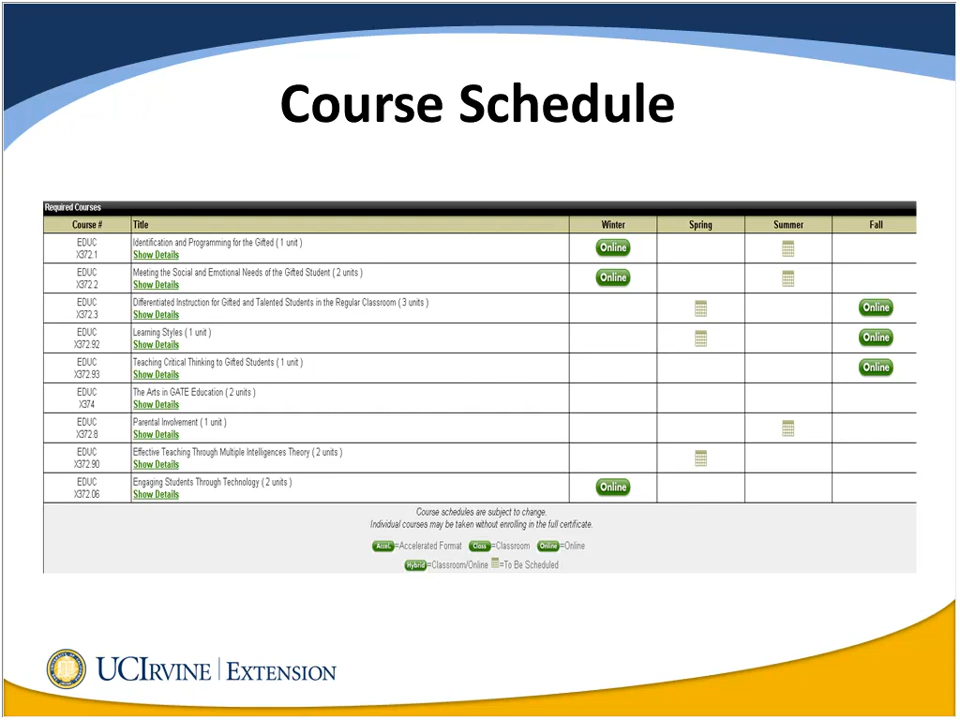 Course Schedule
Required Courses
Course # Title Winter Spring Summer Fall
EDUC X372.1 Identification and Programming for the Gifted ( 1 unit ) Online
Show Details
EDUC X372.2 Meeting the Social and Emotional Needs of the Gifted Student ( 2 units ) Online
Show Details
EDUC X372.3 Differentiated Instruction for Gifted and Talented Students in the Regular Classroom ( 3 units ) Online
Show Details
EDUC X372.92 Learning Styles ( 1 unit ) Online
Show Details
EDUC X372.93 Teaching Critical Thinking to Gifted Students ( 1 unit ) Online
Show Details
EDUC X374 The Arts in GATE Education ( 2 units )
Show Details
EDUC X372.8 Parental Involvement ( 1 unit )
Show Details
EDUC X372.90 Effective Teaching Through Multiple Intelligences Theory ( 2 units )
Show Details
EDUC X372.06 Engaging Students Through Technology ( 2 units ) Online
Show Details
Course schedules are subject to change.
Individual courses may be taken without enrolling in the full certificate.
Accel.=Accelerated Format Class=Classroom Online=Online
Hybrid=Classroom/Online =To Be Scheduled
UCIRVINE | EXTENSION